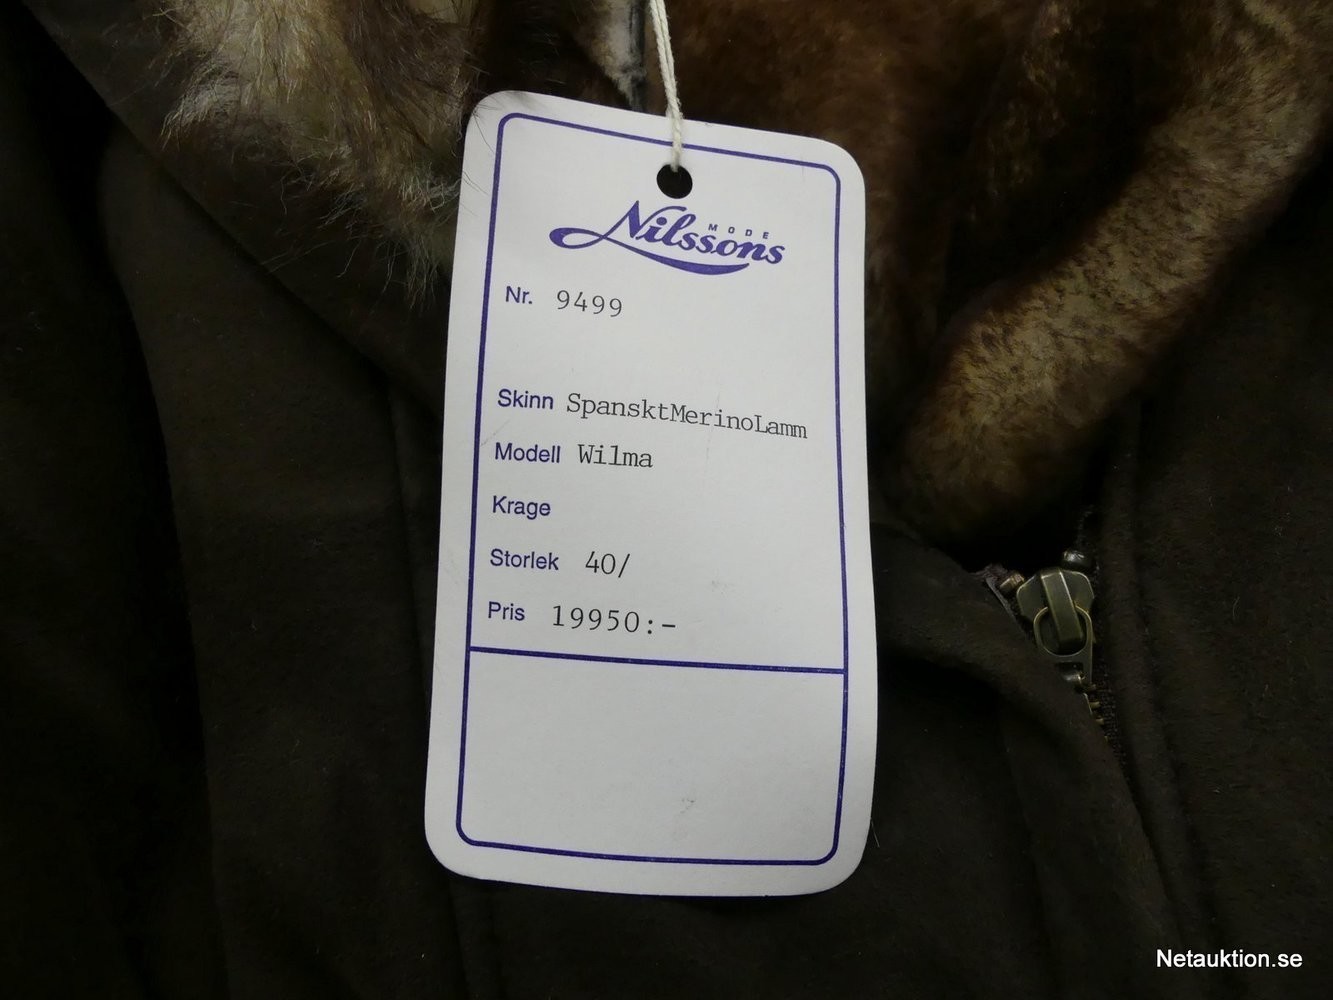 MODE
Nilssons
Nr. 9499
Skinn SpansktMerinoLamm
Modell Wilma
Krage
Storlek 40/
Pris 19950:-
Netauktion.se